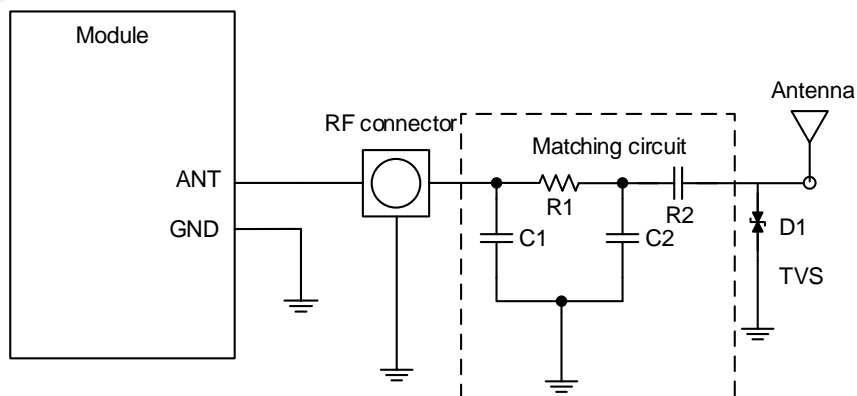 Module
Antenna
RF connector
Matching circuit
ANT
R1
R2
GND
C1
C2
D1
TVS